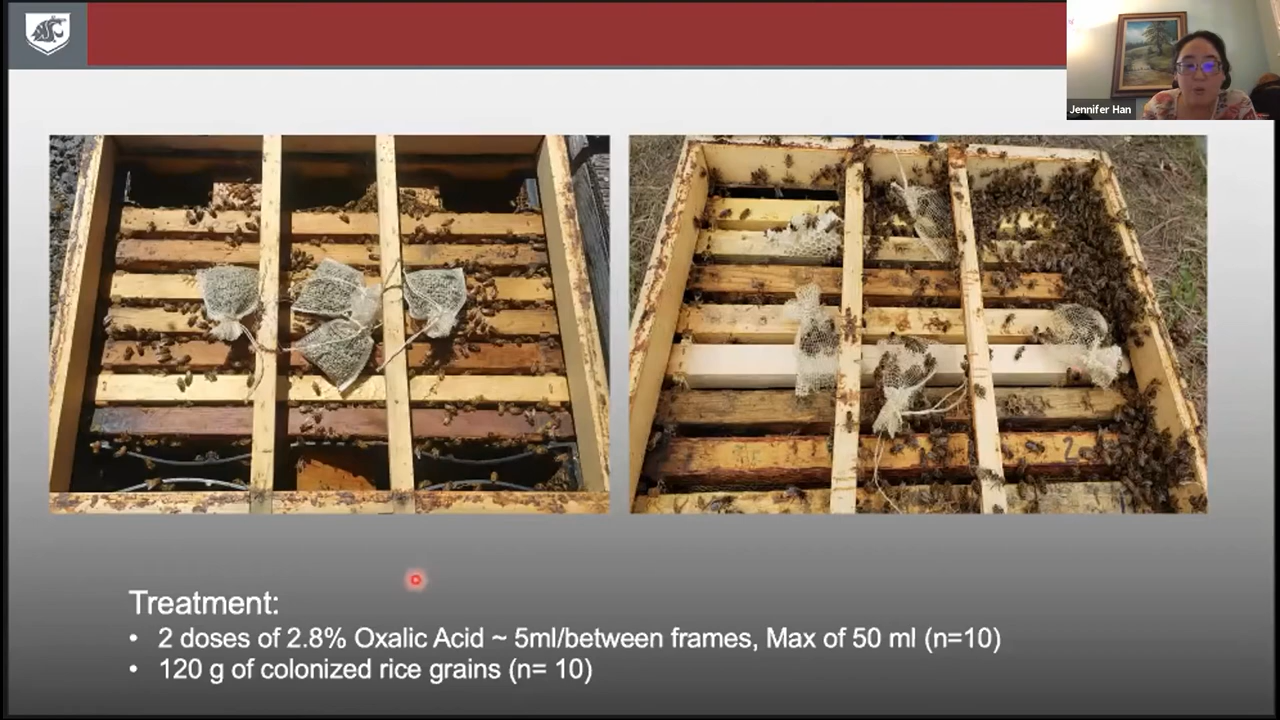 Jennifer Han
2
Treatment:
• 2 doses of 2.8% Oxalic Acid ~ 5ml/between frames, Max of 50 ml (n=10)
• 120 g of colonized rice grains (n= 10)